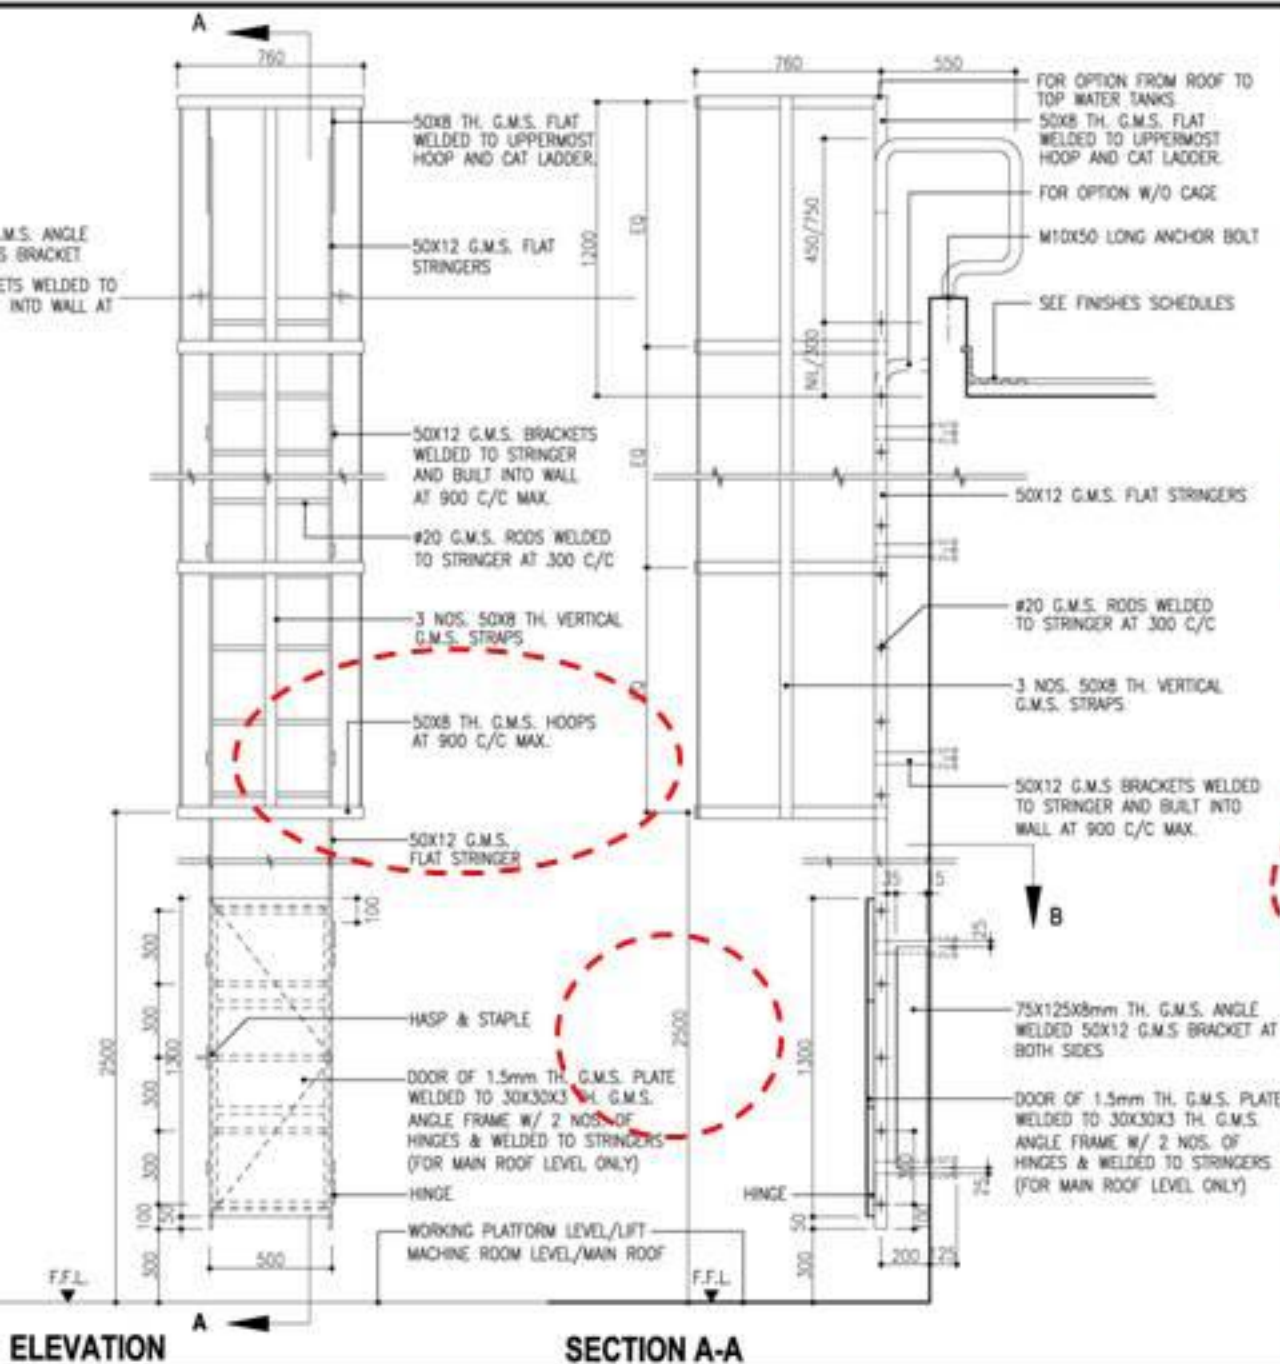 A
760
50X8 TH. G.M.S. FLAT
WELDED TO UPPERMOST
HOOP AND CAT LADDER.
.M.S. ANGLE
S BRACKET
ETS WELDED TO
INTO WALL AT
50X12 G.M.S. FLAT
STRINGERS
50X12 G.M.S. BRACKETS
WELDED TO STRINGER
AND BUILT INTO WALL
AT 900 C/C MAX.
#20 G.M.S. RODS WELDED
TO STRINGER AT 300 C/C
3 NOS. 50X8 TH. VERTICAL
G.M.S. STRAPS
50X8 TH. G.M.S. HOOPS
AT 900 C/C MAX.
50X12 G.M.S.
FLAT STRINGER
100
300
300
300
300
100
50
300
1300
2500
HASP & STAPLE
DOOR OF 1.5mm TH. G.M.S. PLATE
WELDED TO 30X30X3 TH. G.M.S.
ANGLE FRAME W/ 2 NOS. OF
HINGES & WELDED TO STRINGERS
(FOR MAIN ROOF LEVEL ONLY)
HINGE
WORKING PLATFORM LEVEL/LIFT
MACHINE ROOM LEVEL/MAIN ROOF
500
F.F.L.
A
ELEVATION
760
550
FOR OPTION FROM ROOF TO
TOP WATER TANKS
50X8 TH. G.M.S. FLAT
WELDED TO UPPERMOST
HOOP AND CAT LADDER.
FOR OPTION W/O CAGE
M10X50 LONG ANCHOR BOLT
SEE FINISHES SCHEDULES
1200
EQ
EQ
EQ
450/750
NIL/300
50X12 G.M.S. FLAT STRINGERS
#20 G.M.S. RODS WELDED
TO STRINGER AT 300 C/C
3 NOS. 50X8 TH. VERTICAL
G.M.S. STRAPS
50X12 G.M.S BRACKETS WELDED
TO STRINGER AND BUILT INTO
WALL AT 900 C/C MAX.
35
5
B
25
2500
1300
75X125X8mm TH. G.M.S. ANGLE
WELDED 50X12 G.M.S BRACKET AT
BOTH SIDES
DOOR OF 1.5mm TH. G.M.S. PLATE
WELDED TO 30X30X3 TH. G.M.S.
ANGLE FRAME W/ 2 NOS. OF
HINGES & WELDED TO STRINGERS
(FOR MAIN ROOF LEVEL ONLY)
HINGE
25
50
300
100
200
125
F.F.L.
SECTION A-A